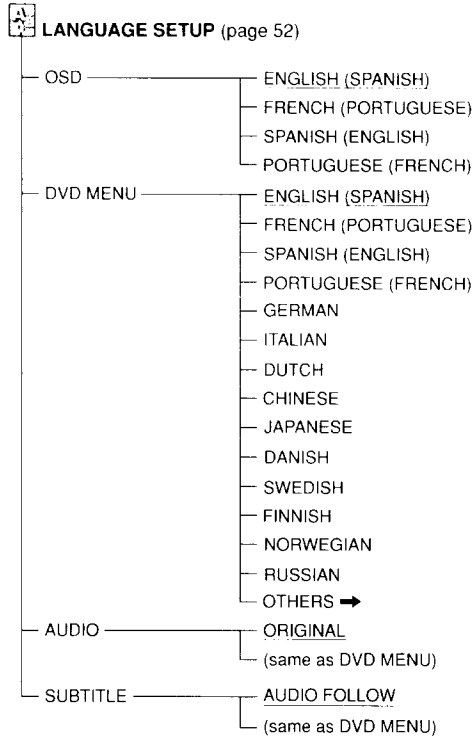 LANGUAGE SETUP (page 52)
OSD
ENGLISH (SPANISH)
FRENCH (PORTUGUESE)
SPANISH (ENGLISH)
PORTUGUESE (FRENCH)
DVD MENU
ENGLISH (SPANISH)
FRENCH (PORTUGUESE)
SPANISH (ENGLISH)
PORTUGUESE (FRENCH)
GERMAN
ITALIAN
DUTCH
CHINESE
JAPANESE
DANISH
SWEDISH
FINNISH
NORWEGIAN
RUSSIAN
OTHERS ➡
AUDIO
ORIGINAL
(same as DVD MENU)
SUBTITLE
AUDIO FOLLOW
(same as DVD MENU)